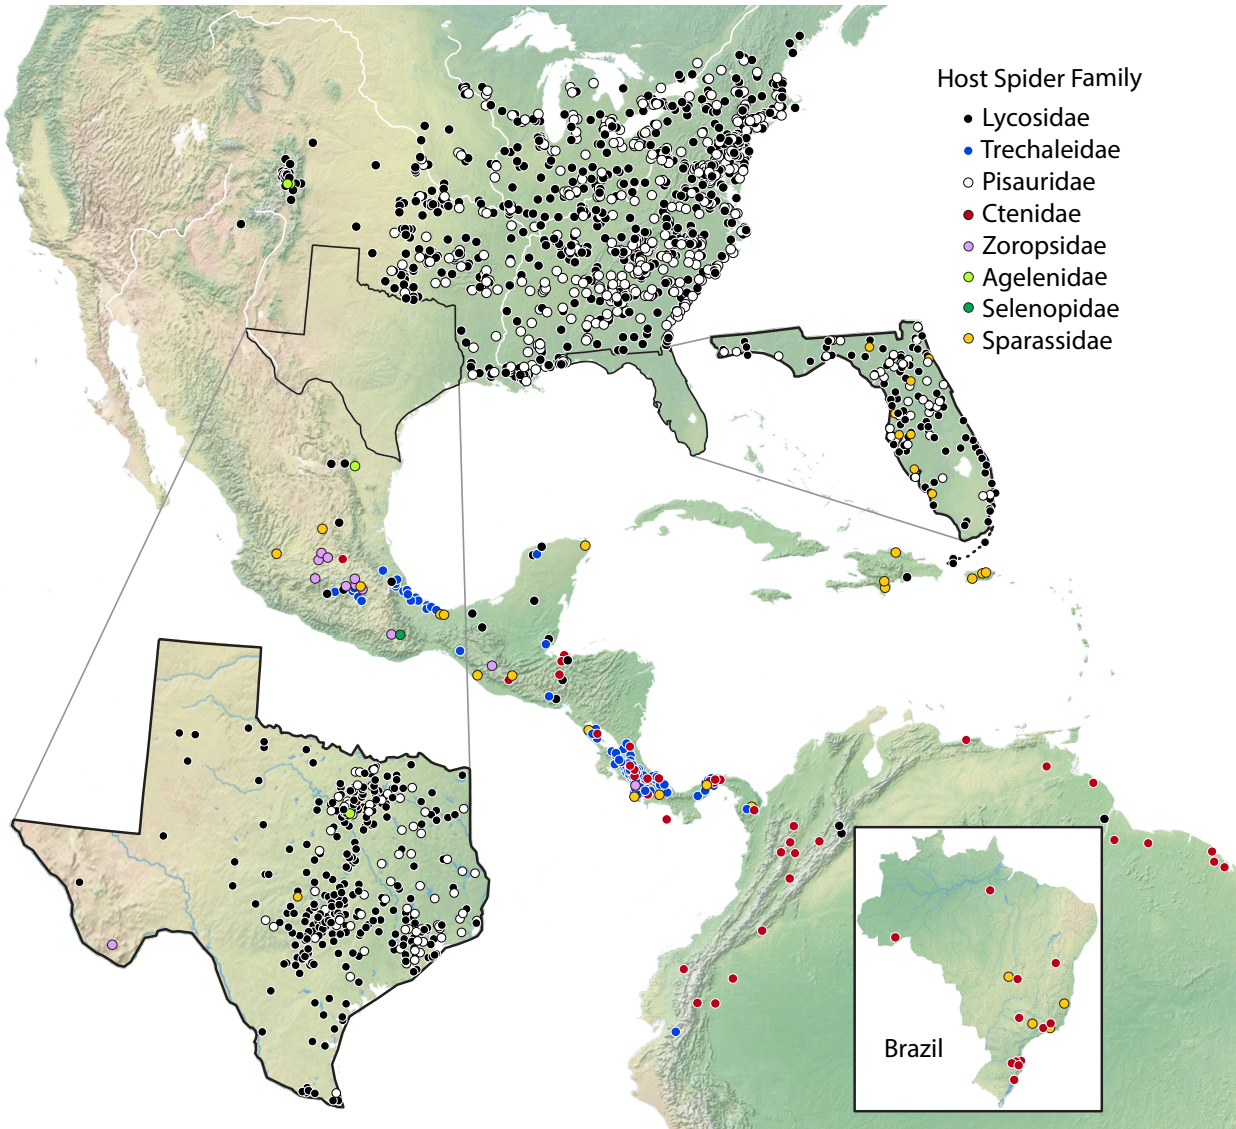 Host Spider Family
Lycosidae
Trechaleidae
Pisauridae
Ctenidae
Zoropsidae
Agelenidae
Selenopidae
Sparassidae
Brazil